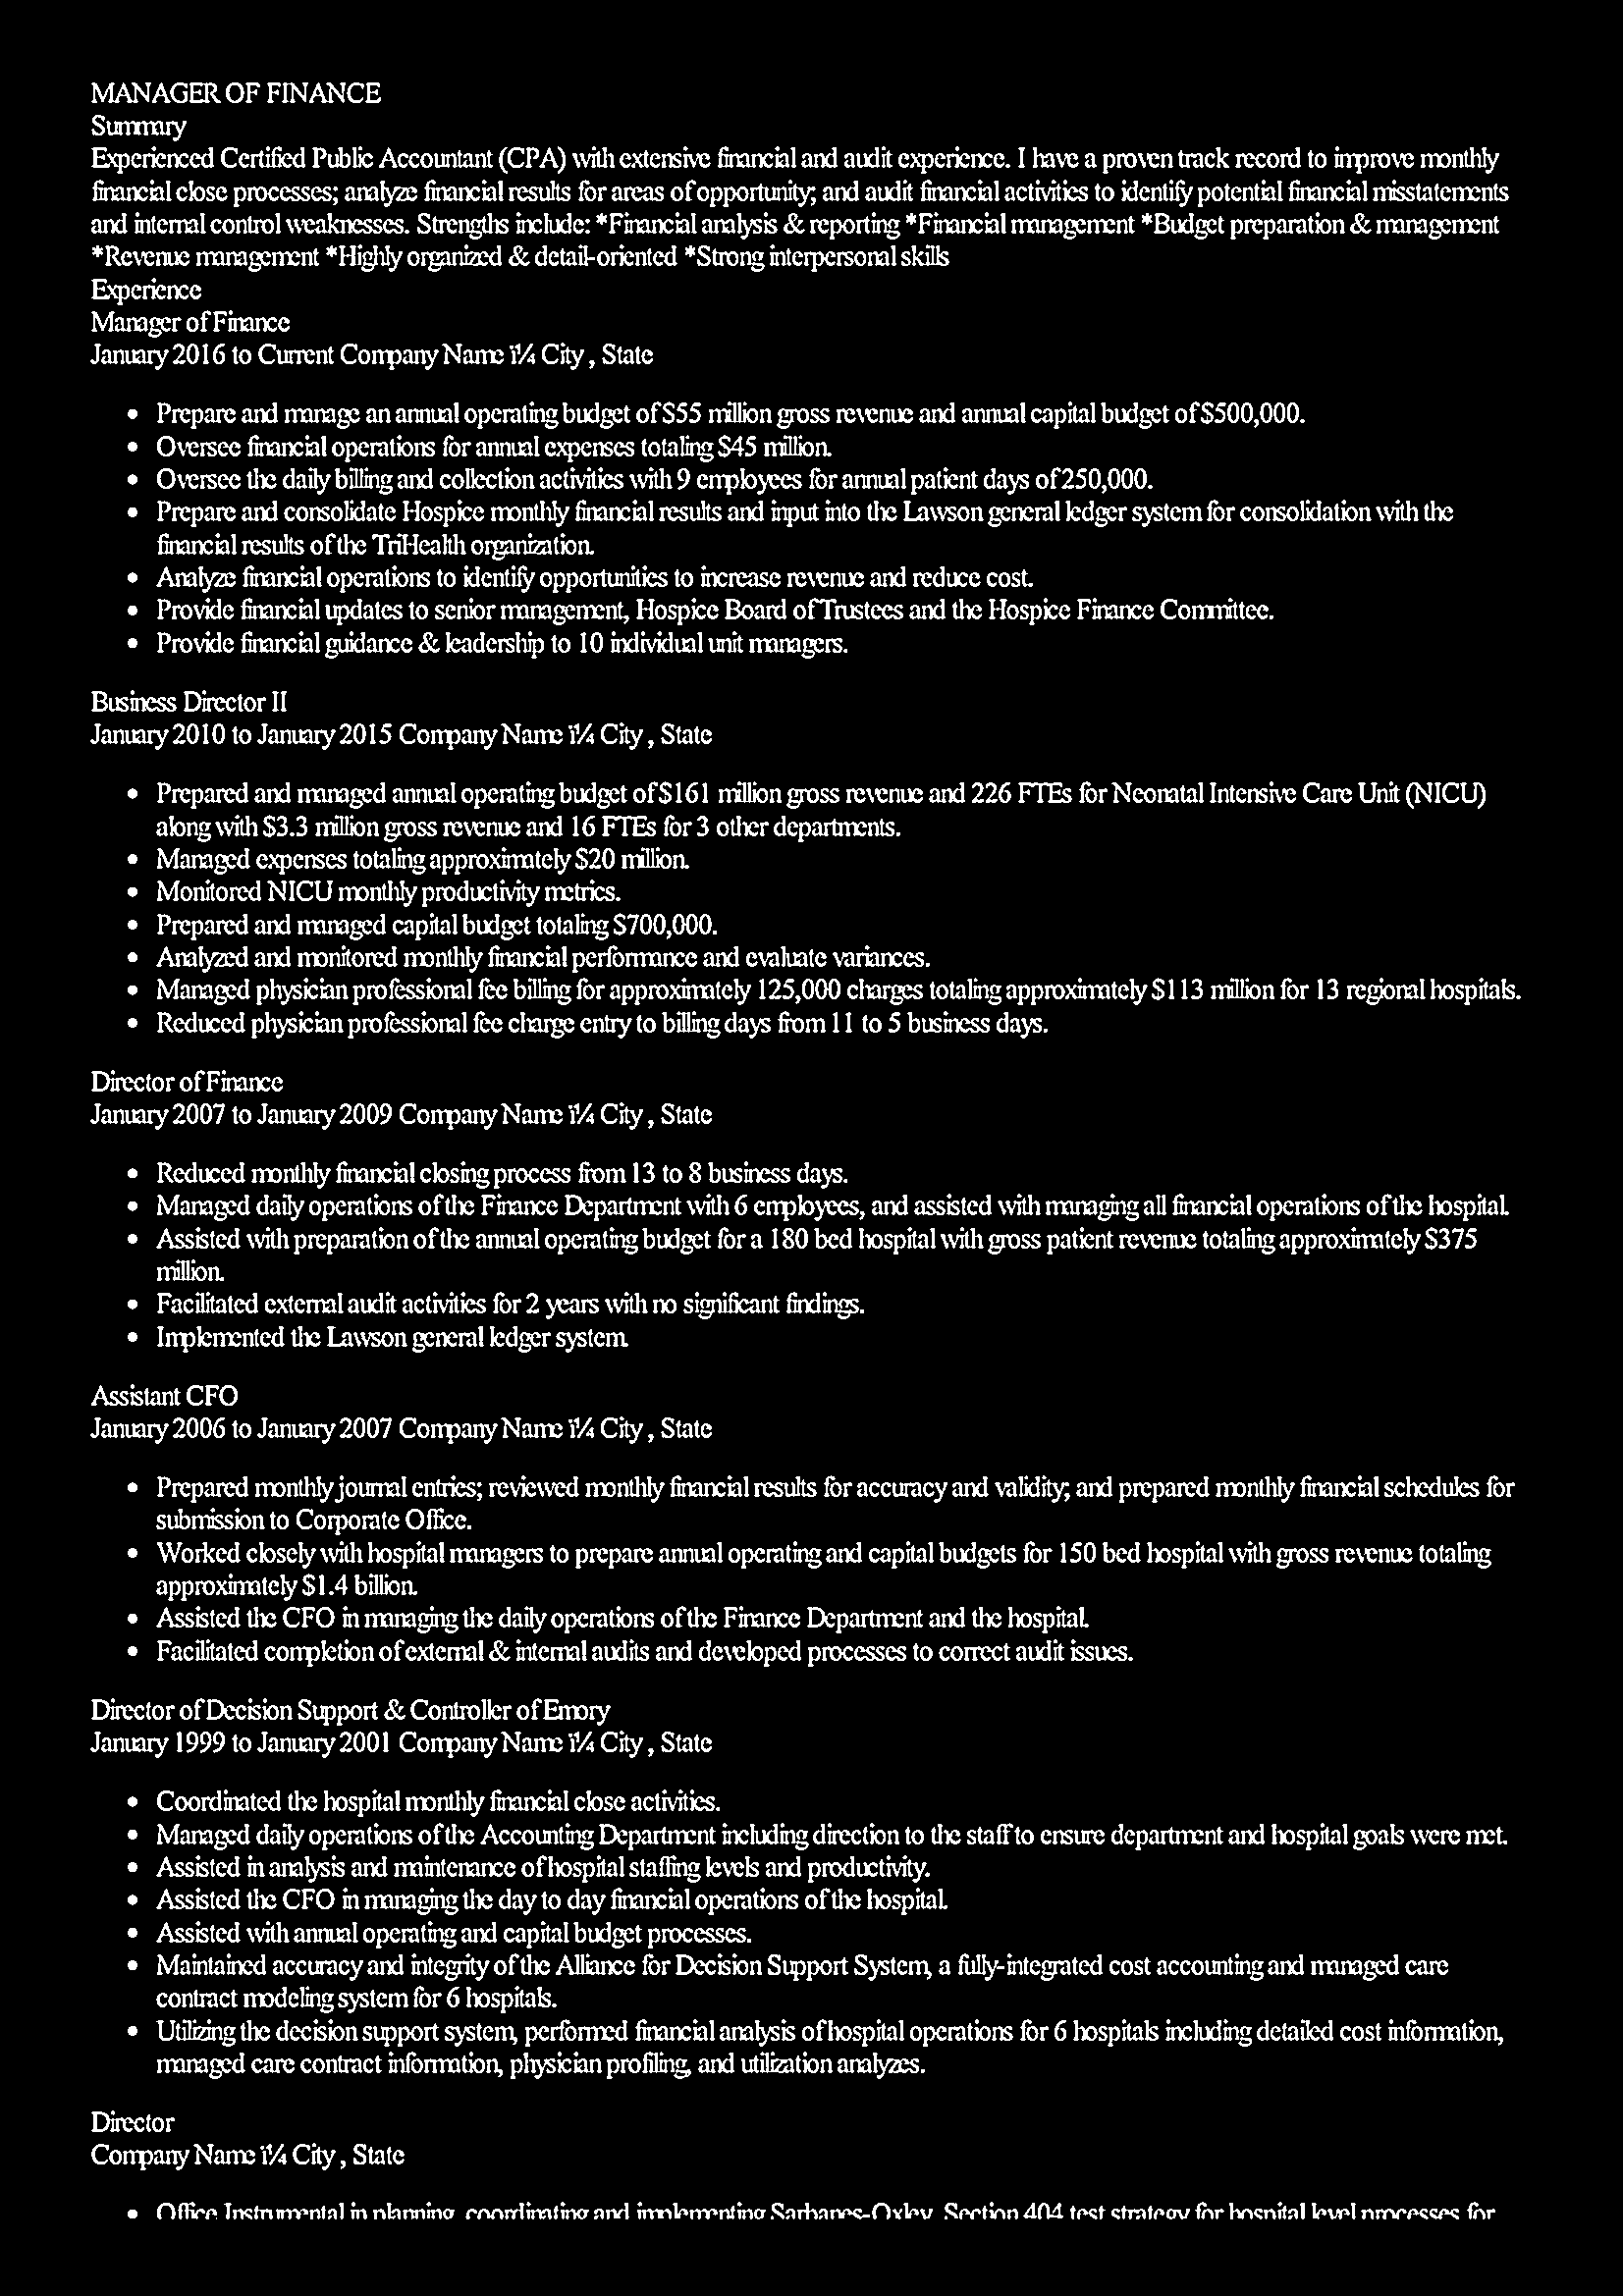 MANAGER OF FINANCE
Summary
Experienced Certified Public Accountant (CPA) with extensive financial and audit experience. I have a proven track record to improve monthly
financial close processes; analyze financial results for areas of opportunity; and audit financial activities to identify potential financial misstatements
and internal control weaknesses. Strengths include: *Financial analysis & reporting *Financial management *Budget preparation & management
*Revenue management *Highly organized & detail-oriented *Strong interpersonal skills
Experience
Manager of Finance
January 2016 to Current Company Name ï¼ City , State
• Prepare and manage an annual operating budget of $55 million gross revenue and annual capital budget of $500,000.
• Oversee financial operations for annual expenses totaling $45 million.
• Oversee the daily billing and collection activities with 9 employees for annual patient days of 250,000.
• Prepare and consolidate Hospice monthly financial results and input into the Lawson general ledger system for consolidation with the
financial results of the TriHealth organization.
• Analyze financial operations to identify opportunities to increase revenue and reduce cost.
• Provide financial updates to senior management, Hospice Board of Trustees and the Hospice Finance Committee.
• Provide financial guidance & leadership to 10 individual unit managers.
Business Director II
January 2010 to January 2015 Company Name ï¼ City , State
• Prepared and managed annual operating budget of $161 million gross revenue and 226 FTEs for Neonatal Intensive Care Unit (NICU)
along with $3.3 million gross revenue and 16 FTEs for 3 other departments.
• Managed expenses totaling approximately $20 million.
• Monitored NICU monthly productivity metrics.
• Prepared and managed capital budget totaling $700,000.
• Analyzed and monitored monthly financial performance and evaluate variances.
• Managed physician professional fee billing for approximately 125,000 charges totaling approximately $113 million for 13 regional hospitals.
• Reduced physician professional fee charge entry to billing days from 11 to 5 business days.
Director of Finance
January 2007 to January 2009 Company Name ï¼ City , State
• Reduced monthly financial closing process from 13 to 8 business days.
• Managed daily operations of the Finance Department with 6 employees, and assisted with managing all financial operations of the hospital.
• Assisted with preparation of the annual operating budget for a 180 bed hospital with gross patient revenue totaling approximately $375
million.
• Facilitated external audit activities for 2 years with no significant findings.
• Implemented the Lawson general ledger system.
Assistant CFO
January 2006 to January 2007 Company Name ï¼ City , State
• Prepared monthly journal entries; reviewed monthly financial results for accuracy and validity; and prepared monthly financial schedules for
submission to Corporate Office.
• Worked closely with hospital managers to prepare annual operating and capital budgets for 150 bed hospital with gross revenue totaling
approximately $1.4 billion.
• Assisted the CFO in managing the daily operations of the Finance Department and the hospital.
• Facilitated completion of external & internal audits and developed processes to correct audit issues.
Director of Decision Support & Controller of Emory
January 1999 to January 2001 Company Name ï¼ City , State
• Coordinated the hospital monthly financial close activities.
• Managed daily operations of the Accounting Department including direction to the staff to ensure department and hospital goals were met.
• Assisted in analysis and maintenance of hospital staffing levels and productivity.
• Assisted the CFO in managing the day to day financial operations of the hospital.
• Assisted with annual operating and capital budget processes.
• Maintained accuracy and integrity of the Alliance for Decision Support System, a fully-integrated cost accounting and managed care
contract modeling system for 6 hospitals.
• Utilizing the decision support system, performed financial analysis of hospital operations for 6 hospitals including detailed cost information,
managed care contract information, physician profiling, and utilization analyzes.
Director
Company Name ï¼ City , State
• Office Instrumental in planning, coordinating and implementing Sarbanes-Oxley, Section 404 test strategy for hospital level processes for